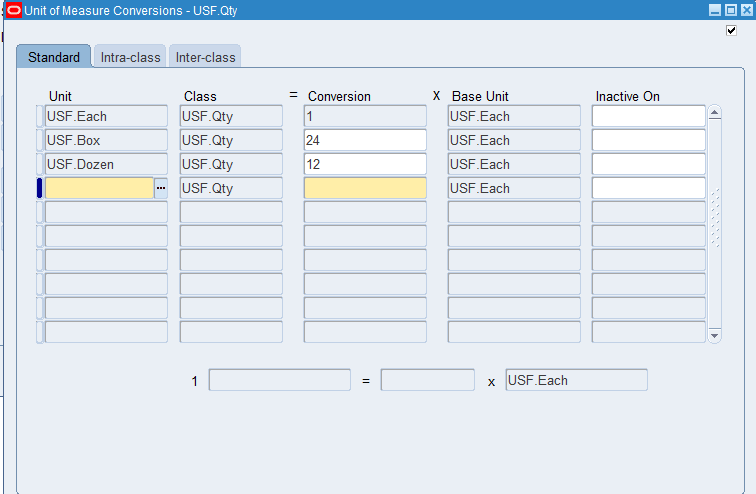 Unit of Measure Conversions - USF.Qty
Standard Intra-class Inter-class
Unit Class = Conversion X Base Unit Inactive On
USF.Each USF.Qty 1 USF.Each
USF.Box USF.Qty 24 USF.Each
USF.Dozen USF.Qty 12 USF.Each
... USF.Qty USF.Each
1 = x USF.Each